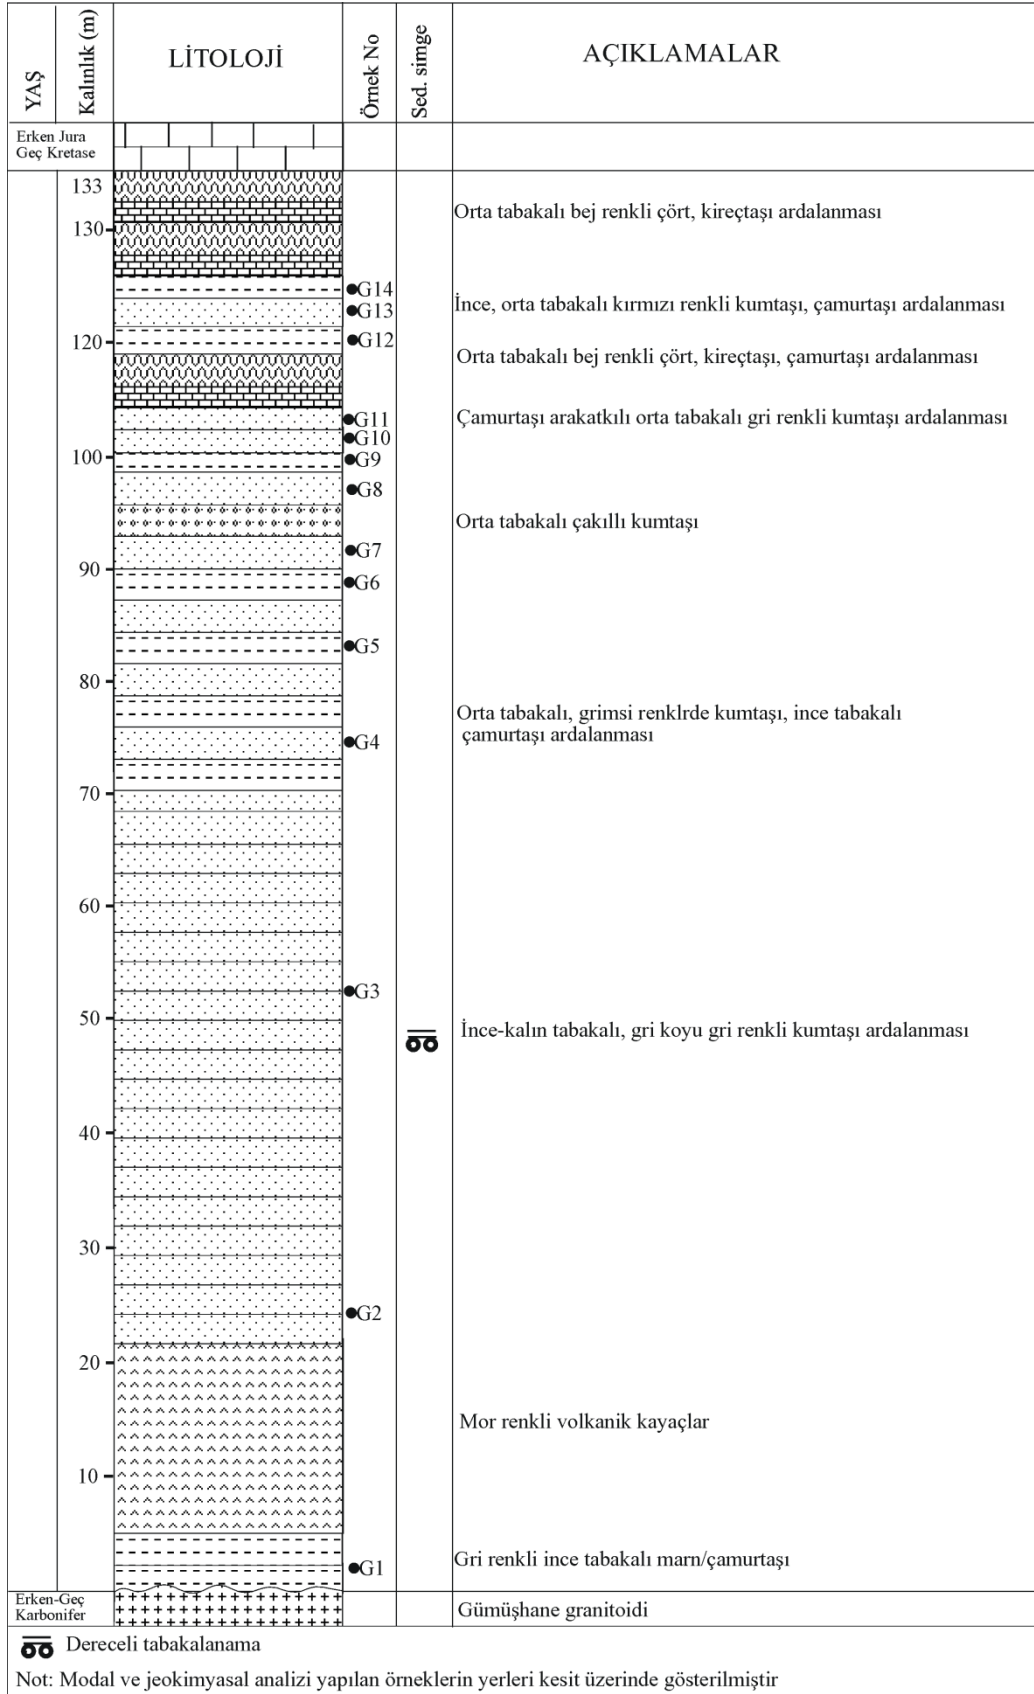 YAŞ
Kalınlık (m)
LİTOLOJİ
Örnek No
Sed. simge
AÇIKLAMALAR
Erken Jura
Geç Kretase
133
Orta tabakalı bej renkli çört, kireçtaşı ardalanması
130
G14
İnce, orta tabakalı kırmızı renkli kumtaşı, çamurtaşı ardalanması
G13
120
G12
Orta tabakalı bej renkli çört, kireçtaşı, çamurtaşı ardalanması
G11
Çamurtaşı arakatkılı orta tabakalı gri renkli kumtaşı ardalanması
G10
100
G9
G8
Orta tabakalı çakıllı kumtaşı
G7
90
G6
G5
80
Orta tabakalı, grimsi renklrde kumtaşı, ince tabakalı
çamurtaşı ardalanması
G4
70
60
G3
50
İnce-kalın tabakalı, gri koyu gri renkli kumtaşı ardalanması
40
30
G2
20
Mor renkli volkanik kayaçlar
10
Gri renkli ince tabakalı marn/çamurtaşı
G1
Erken-Geç
Karbonifer
Gümüşhane granitoidi
Dereceli tabakalanama
Not: Modal ve jeokimyasal analizi yapılan örneklerin yerleri kesit üzerinde gösterilmiştir